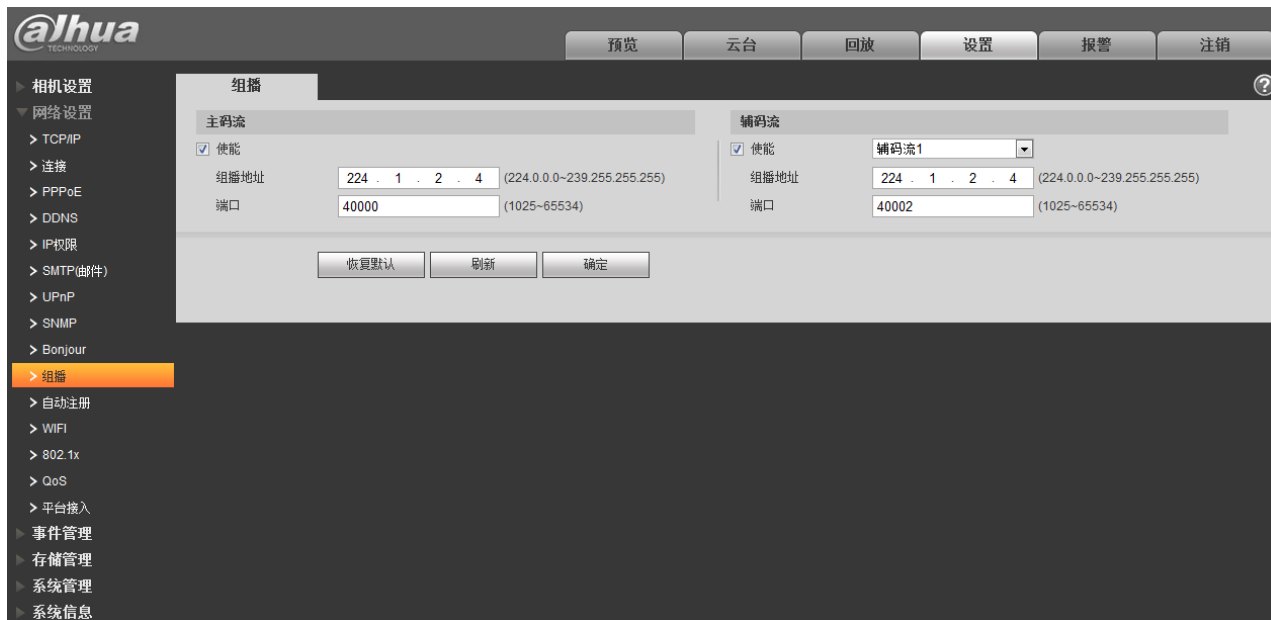 alhua
TECHNOLOGY
预览 云台 回放 设置 报警 注销
相机设置
网络设置
> TCP/IP
> 连接
> PPPoE
> DDNS
> IP权限
> SMTP(邮件)
> UPnP
> SNMP
> Bonjour
> 组播
> 自动注册
> WIFI
> 802.1x
> QoS
> 平台接入
事件管理
存储管理
系统管理
系统信息
组播 ?
主码流
使能
组播地址 224 . 1 . 2 . 4 (224.0.0.0~239.255.255.255)
端口 40000 (1025~65534)
辅码流
使能 辅码流1
组播地址 224 . 1 . 2 . 4 (224.0.0.0~239.255.255.255)
端口 40002 (1025~65534)
恢复默认 刷新 确定